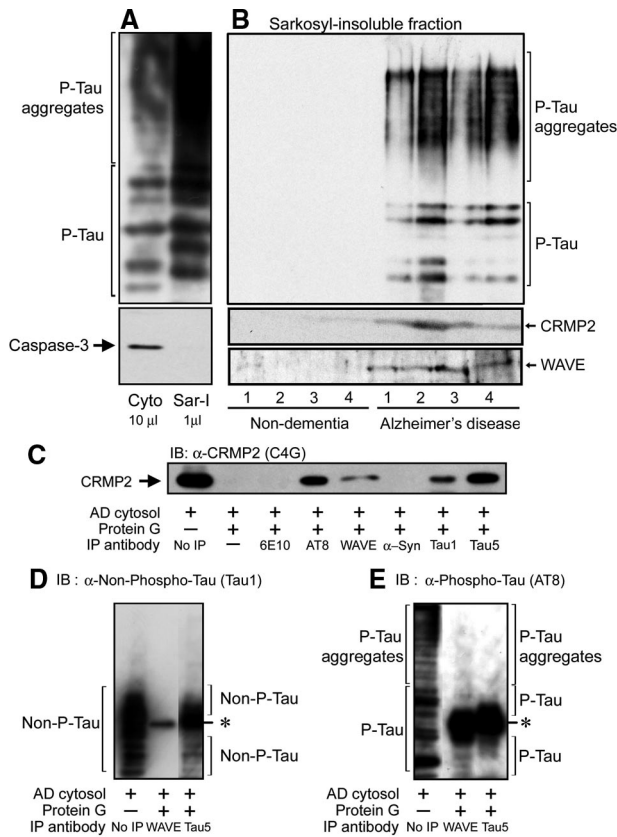 A
B
Sarkosyl-insoluble fraction
P-Tau
aggregates
P-Tau
aggregates
P-Tau
P-Tau
Caspase-3
CRMP2
WAVE
Cyto Sar-I
10 µl 1µl
1 2 3 4 1 2 3 4
Non-dementia Alzheimer's disease
C
IB: α-CRMP2 (C4G)
CRMP2
AD cytosol + + + + + + + +
Protein G − + + + + + + +
IP antibody No IP − 6E10 AT8 WAVE α–Syn Tau1 Tau5
D IB : α-Non-Phospho-Tau (Tau1)
Non-P-Tau
Non-P-Tau
*
Non-P-Tau
AD cytosol + + +
Protein G − + +
IP antibody No IP WAVE Tau5
E IB : α-Phospho-Tau (AT8)
P-Tau
aggregates
P-Tau
aggregates
P-Tau
P-Tau
*
P-Tau
AD cytosol + + +
Protein G − + +
IP antibody No IP WAVE Tau5